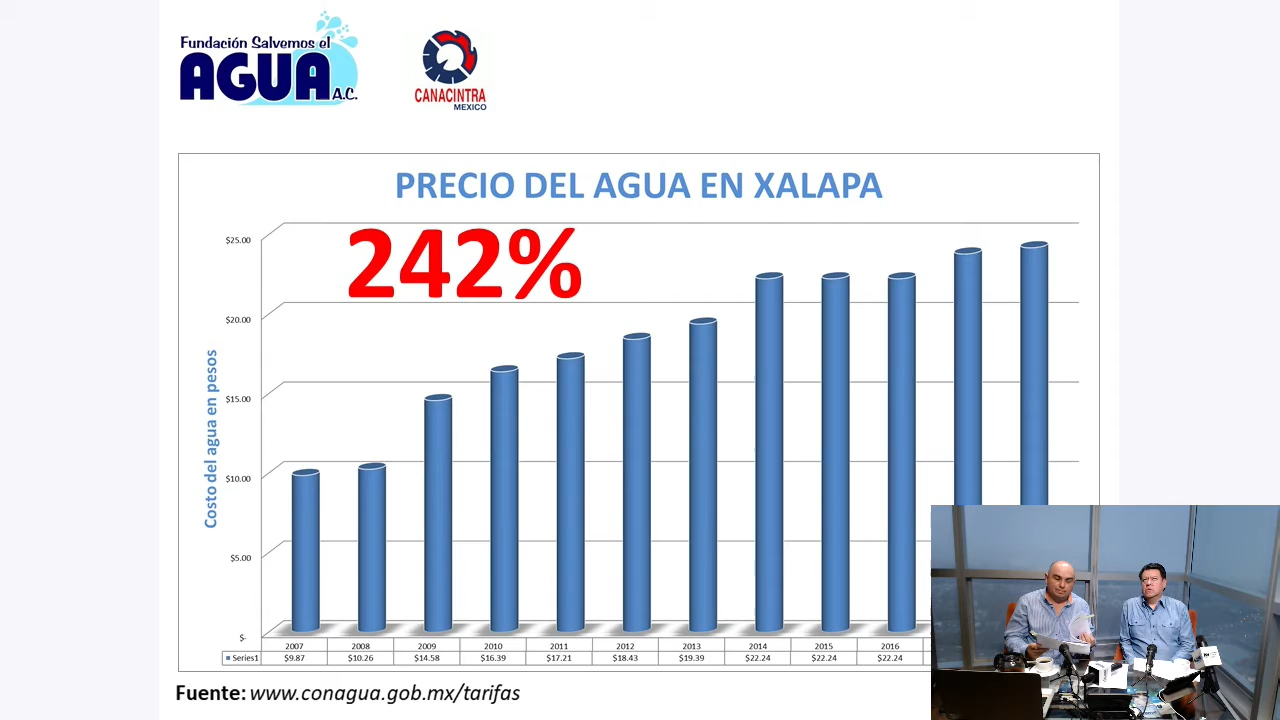 Fundación Salvemos el
AGUA A.C.
CANACINTRA
MEXICO
PRECIO DEL AGUA EN XALAPA
242%
Costo del agua en pesos
$25.00
$20.00
$15.00
$10.00
$5.00
$-
2007 2008 2009 2010 2011 2012 2013 2014 2015 2016
Series1 $9.87 $10.26 $14.58 $16.39 $17.21 $18.43 $19.39 $22.24 $22.24 $22.24
Fuente: www.conagua.gob.mx/tarifas